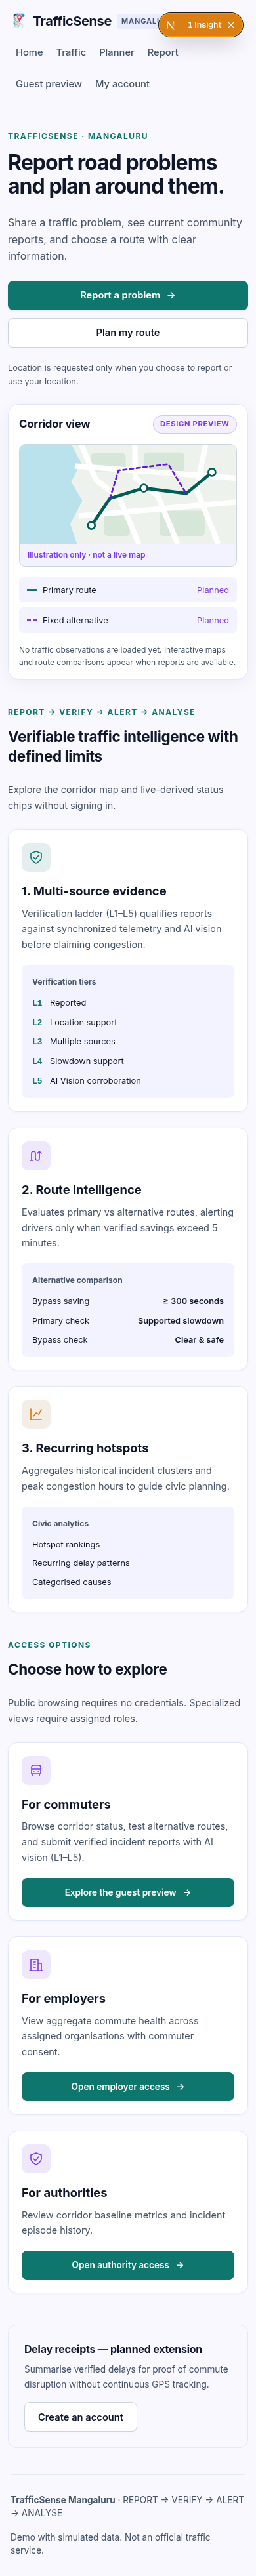 TrafficSense
1 Insight
Home Traffic Planner Report
Guest preview My account
TRAFFICSENSE · MANGALURU
Report road problems
and plan around them.
Share a traffic problem, see current community
reports, and choose a route with clear
information.
Report a problem →
Plan my route
Location is requested only when you choose to report or
use your location.
Corridor view
DESIGN PREVIEW
Illustration only · not a live map
Primary route Planned
Fixed alternative Planned
No traffic observations are loaded yet. Interactive maps
and route comparisons appear when reports are available.
REPORT → VERIFY → ALERT → ANALYSE
Verifiable traffic intelligence with
defined limits
Explore the corridor map and live-derived status
chips without signing in.
1. Multi-source evidence
Verification ladder (L1–L5) qualifies reports
against synchronized telemetry and AI vision
before claiming congestion.
Verification tiers
L1 Reported
L2 Location support
L3 Multiple sources
L4 Slowdown support
L5 AI Vision corroboration
2. Route intelligence
Evaluates primary vs alternative routes, alerting
drivers only when verified savings exceed 5
minutes.
Alternative comparison
Bypass saving ≥ 300 seconds
Primary check Supported slowdown
Bypass check Clear & safe
3. Recurring hotspots
Aggregates historical incident clusters and
peak congestion hours to guide civic planning.
Civic analytics
Hotspot rankings
Recurring delay patterns
Categorised causes
ACCESS OPTIONS
Choose how to explore
Public browsing requires no credentials. Specialized
views require assigned roles.
For commuters
Browse corridor status, test alternative routes,
and submit verified incident reports with AI
vision (L1–L5).
Explore the guest preview →
For employers
View aggregate commute health across
assigned organisations with commuter
consent.
Open employer access →
For authorities
Review corridor baseline metrics and incident
episode history.
Open authority access →
Delay receipts — planned extension
Summarise verified delays for proof of commute
disruption without continuous GPS tracking.
Create an account
TrafficSense Mangaluru · REPORT → VERIFY → ALERT
→ ANALYSE
Demo with simulated data. Not an official traffic
service.